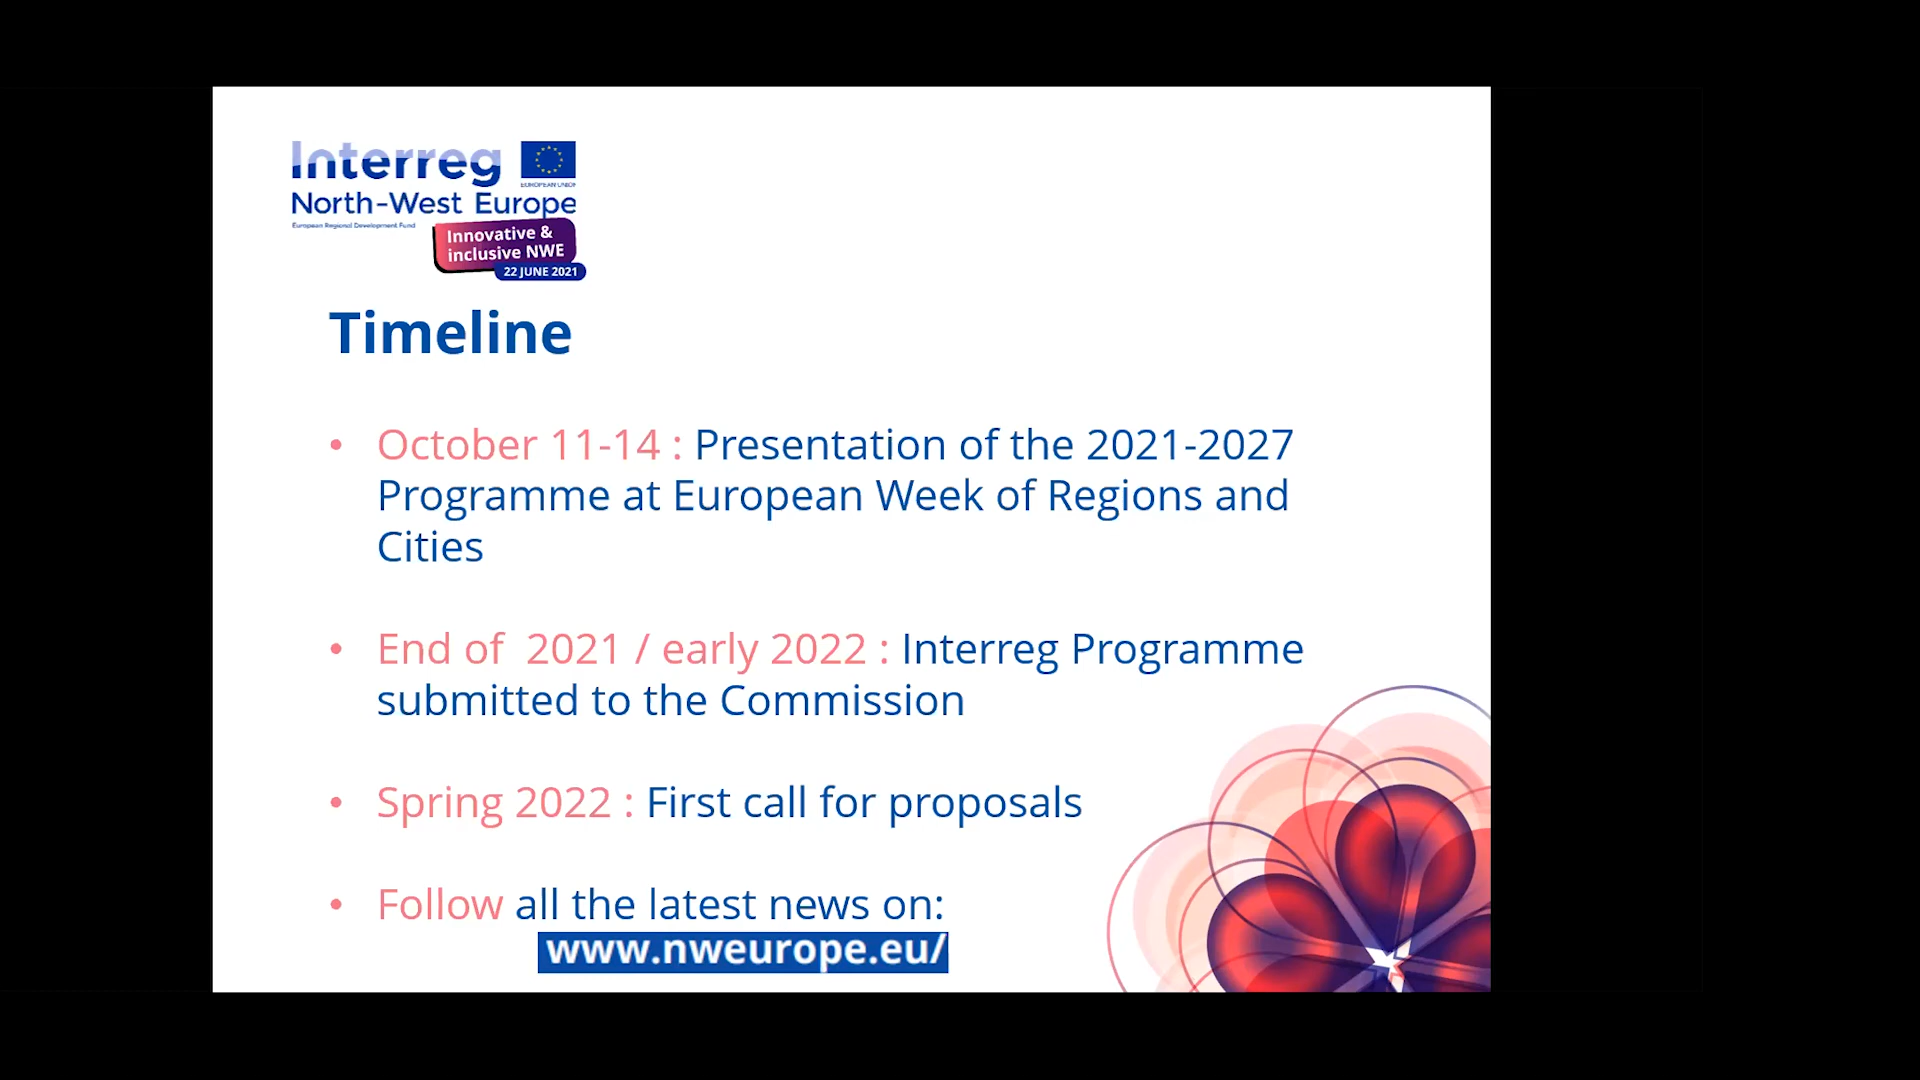 Interreg
EUROPEAN UNION
North-West Europe
European Regional Development Fund
Innovative &
inclusive NWE
22 JUNE 2021
Timeline
• October 11-14 : Presentation of the 2021-2027
Programme at European Week of Regions and
Cities
• End of  2021 / early 2022 : Interreg Programme
submitted to the Commission
• Spring 2022 : First call for proposals
• Follow all the latest news on:
www.nweurope.eu/